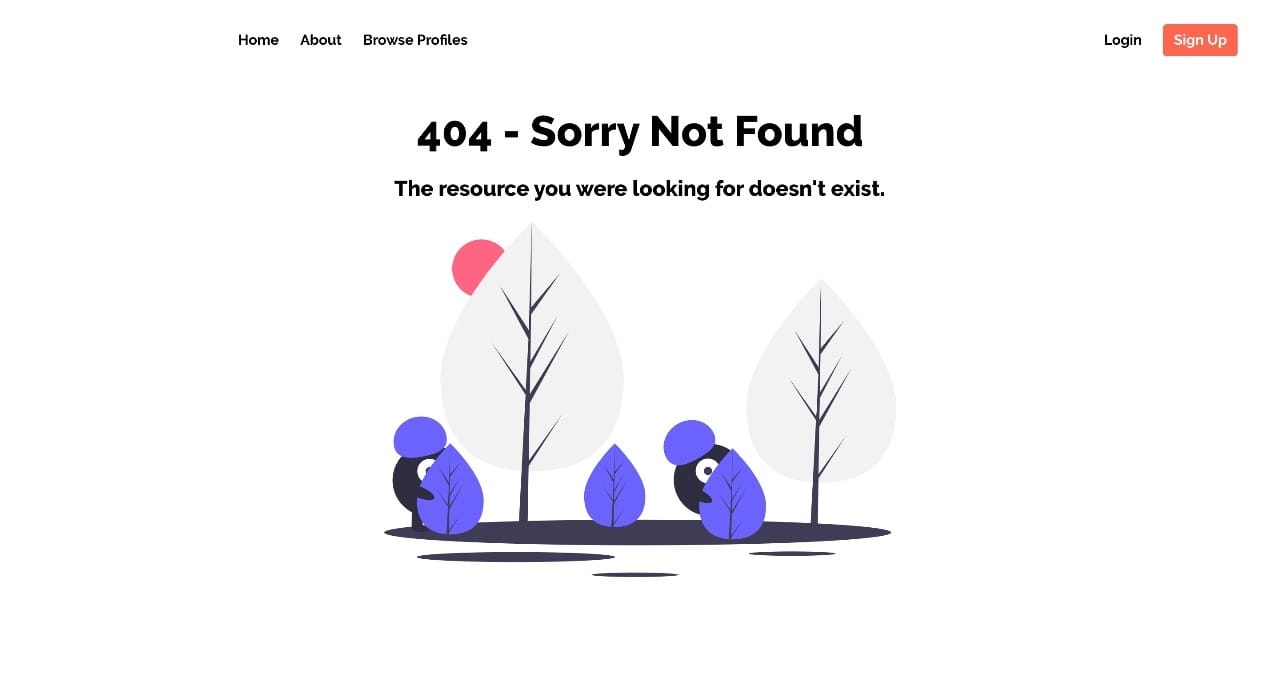 Home About Browse Profiles Login Sign Up
404 - Sorry Not Found
The resource you were looking for doesn't exist.